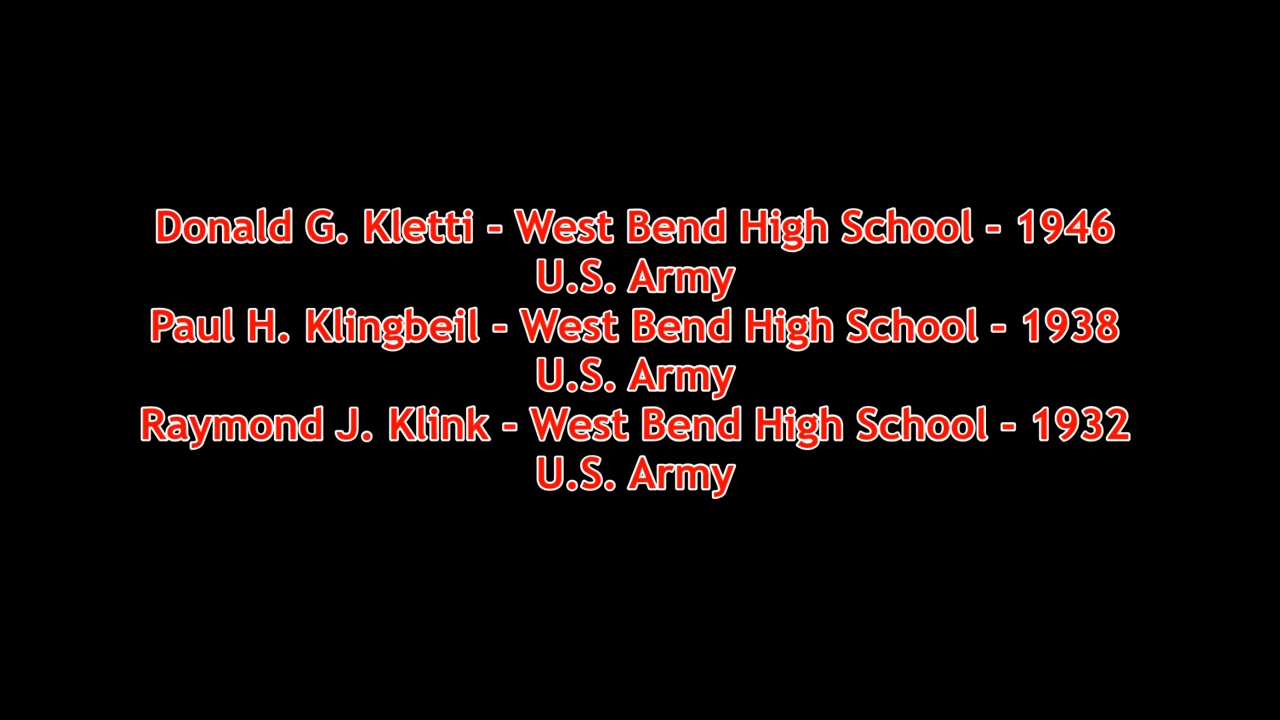 Donald G. Kletti - West Bend High School - 1946
U.S. Army
Paul H. Klingbeil - West Bend High School - 1938
U.S. Army
Raymond J. Klink - West Bend High School - 1932
U.S. Army